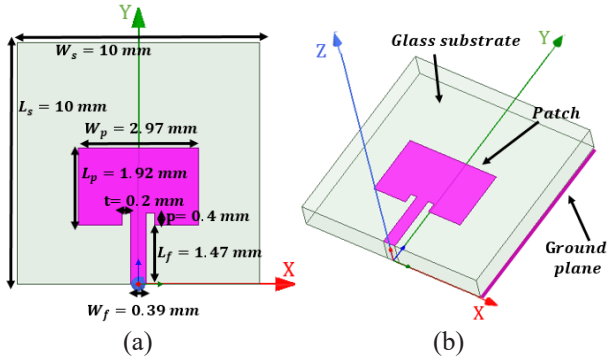 Y
W_s = 10 mm
L_s = 10 mm
W_p = 2.97 mm
L_p = 1.92 mm
t= 0.2 mm
p= 0.4 mm
L_f = 1.47 mm
X
W_f = 0.39 mm
(a)
Z
Glass substrate
Y
Patch
Ground
plane
X
(b)